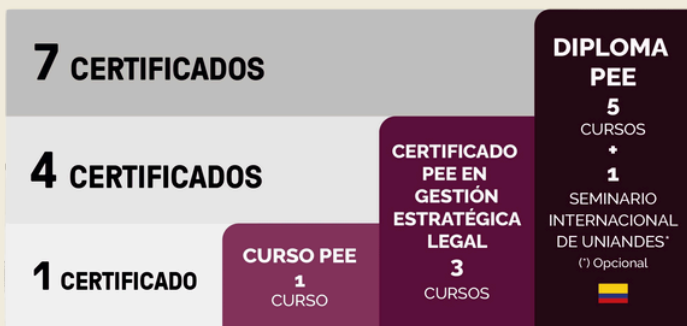 7 CERTIFICADOS
4 CERTIFICADOS
1 CERTIFICADO
CURSO PEE
1
CURSO
CERTIFICADO
PEE EN
GESTIÓN
ESTRATÉGICA
LEGAL
3
CURSOS
DIPLOMA
PEE
5
CURSOS
+
1
SEMINARIO
INTERNACIONAL
DE UNIANDES*
(*) Opcional